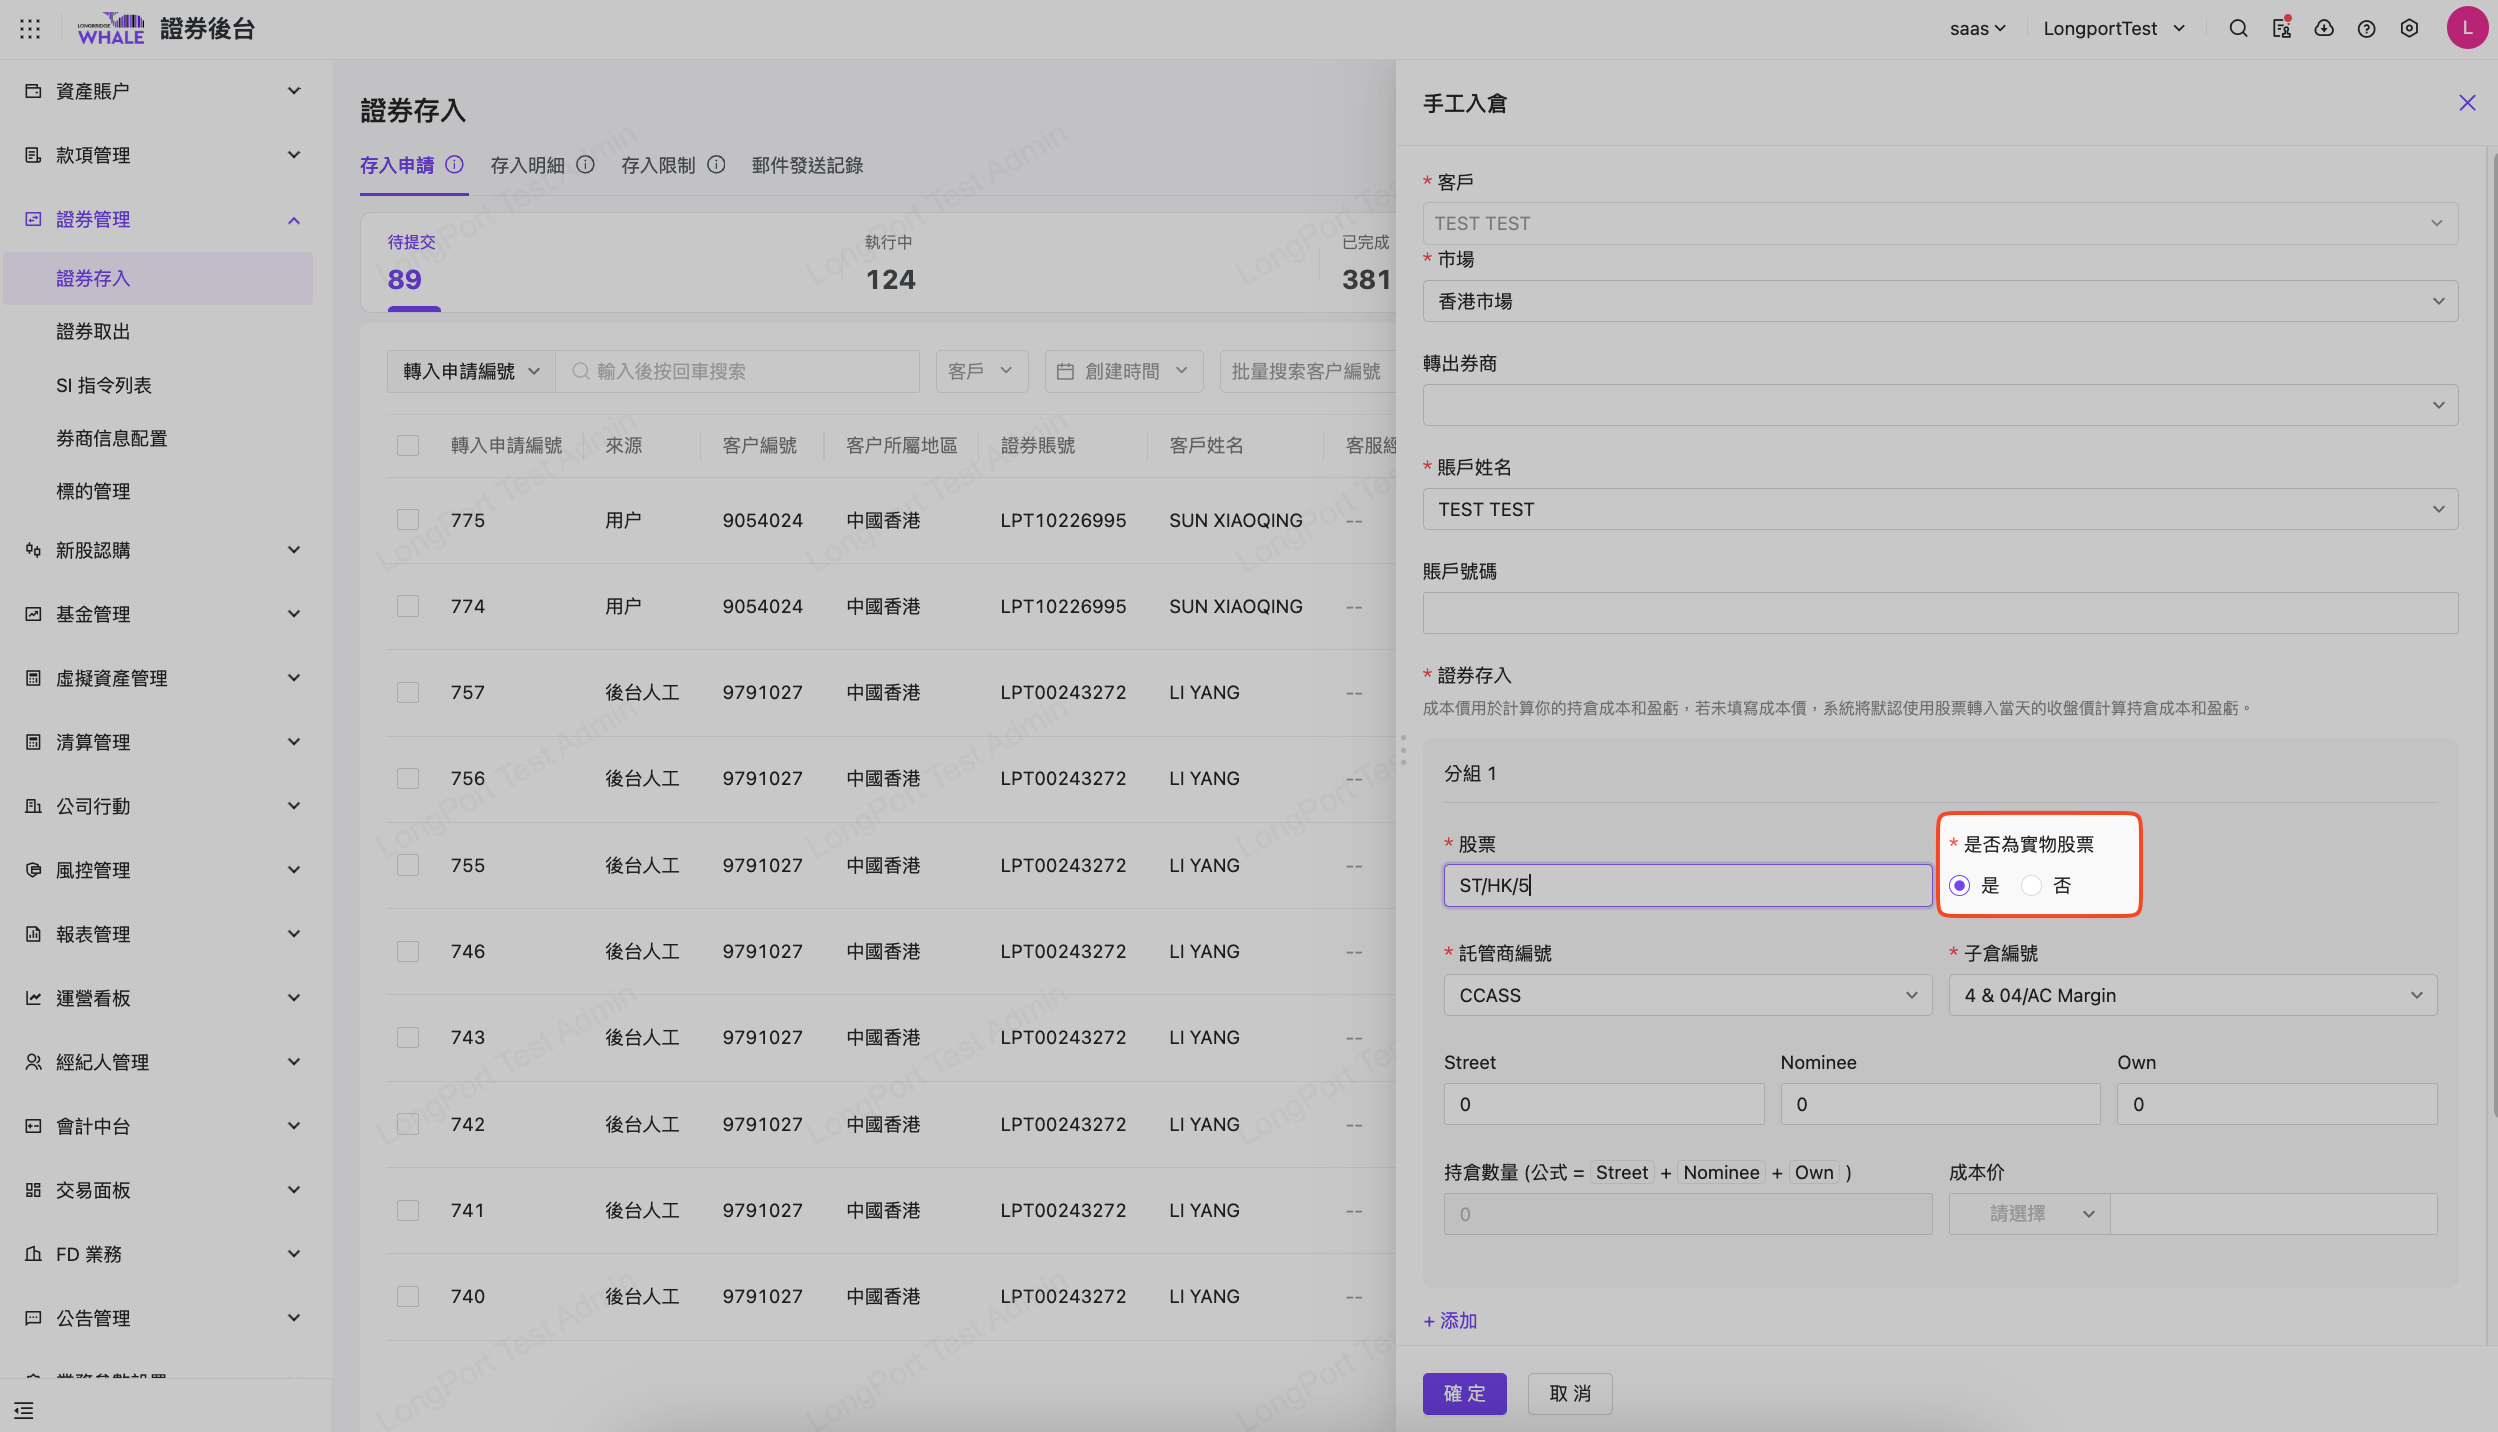 LONGBRIDGE
WHALE
證券後台
saas
LongportTest
L
資產賬户
款項管理
證券管理
證券存入
證券取出
SI 指令列表
券商信息配置
標的管理
新股認購
基金管理
虛擬資產管理
清算管理
公司行動
風控管理
報表管理
運營看板
經紀人管理
會計中台
交易面板
FD 業務
公告管理
證券存入
存入申請
存入明細
存入限制
郵件發送記錄
待提交
89
執行中
124
已完成
381
轉入申請編號
輸入後按回車搜索
客戶
創建時間
批量搜索客户編號
轉入申請編號 來源 客户編號 客户所屬地區 證券賬號 客戶姓名 客服經
775 用户 9054024 中國香港 LPT10226995 SUN XIAOQING --
774 用户 9054024 中國香港 LPT10226995 SUN XIAOQING --
757 後台人工 9791027 中國香港 LPT00243272 LI YANG --
756 後台人工 9791027 中國香港 LPT00243272 LI YANG --
755 後台人工 9791027 中國香港 LPT00243272 LI YANG --
746 後台人工 9791027 中國香港 LPT00243272 LI YANG --
743 後台人工 9791027 中國香港 LPT00243272 LI YANG --
742 後台人工 9791027 中國香港 LPT00243272 LI YANG --
741 後台人工 9791027 中國香港 LPT00243272 LI YANG --
740 後台人工 9791027 中國香港 LPT00243272 LI YANG --
LongPort Test Admin
手工入倉
* 客戶
TEST TEST
* 市場
香港市場
轉出券商
* 賬戶姓名
TEST TEST
賬戶號碼
* 證券存入
成本價用於計算你的持倉成本和盈虧，若未填寫成本價，系統將默認使用股票轉入當天的收盤價計算持倉成本和盈虧。
分組 1
* 股票
ST/HK/5
* 是否為實物股票
是 否
* 託管商編號
CCASS
* 子倉編號
4 & 04/AC Margin
Street
0
Nominee
0
Own
0
持倉數量 (公式 = Street + Nominee + Own )
0
成本价
請選擇
+ 添加
確 定
取 消